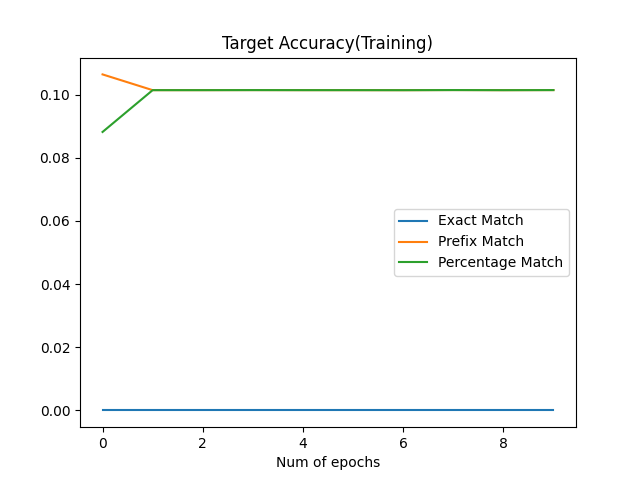 Target Accuracy(Training)
0.10
0.08
0.06
0.04
0.02
0.00
Exact Match
Prefix Match
Percentage Match
0 2 4 6 8
Num of epochs